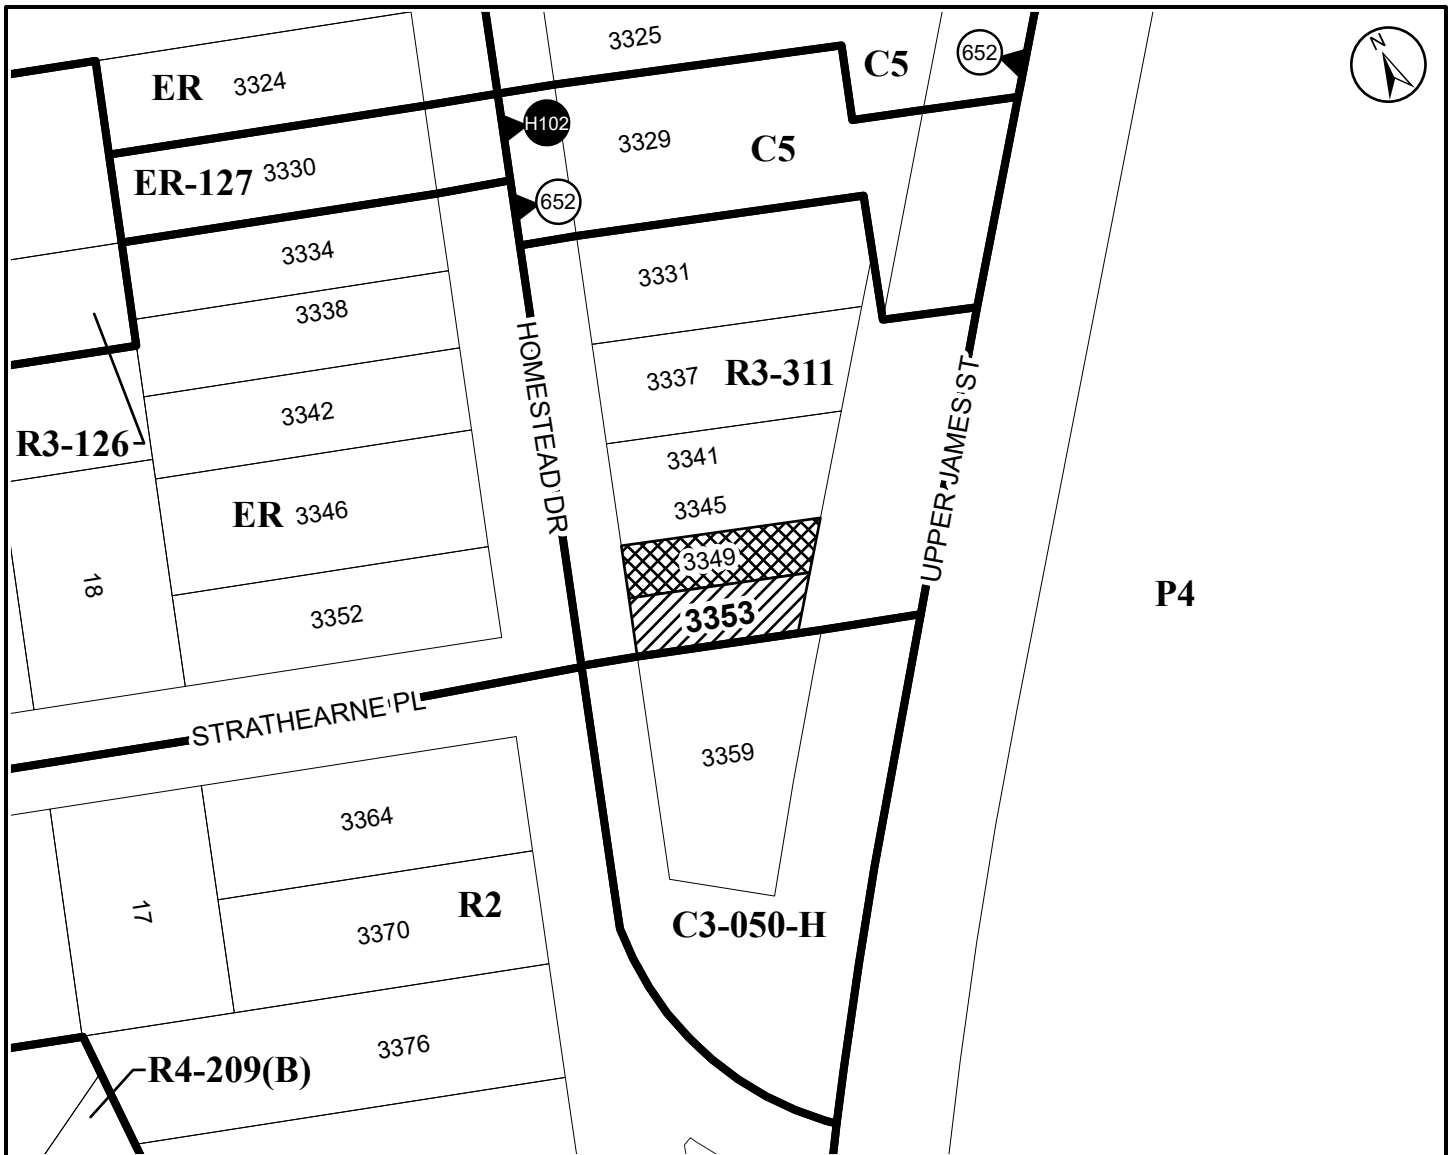 3325
N
C5
652
ER 3324
H102
3329
C5
ER-127 3330
652
3334
3331
3338
HOMESTEAD DR
3337
R3-311
UPPER JAMES ST
3342
R3-126
3341
ER 3346
3345
18
3349
P4
3352
3353
STRATHEARNE PL
3359
3364
17
3370
R2
C3-050-H
3376
R4-209(B)